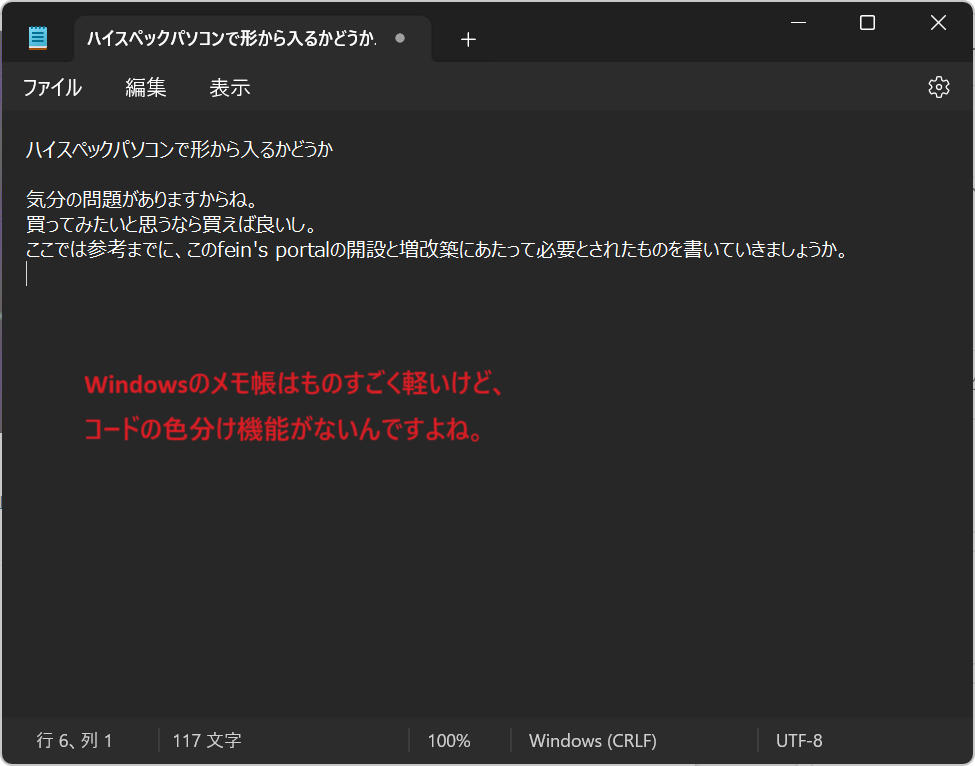 ハイスペックパソコンで形から入るかどうか.
ファイル 編集 表示
ハイスペックパソコンで形から入るかどうか
気分の問題がありますからね。
買ってみたいと思うなら買えば良いし。
ここでは参考までに、このfein's portalの開設と増改築にあたって必要とされたものを書いていきましょうか。
Windowsのメモ帳はものすごく軽いけど、
コードの色分け機能がないんですよね。
行 6、列 1 117 文字 100% Windows (CRLF) UTF-8